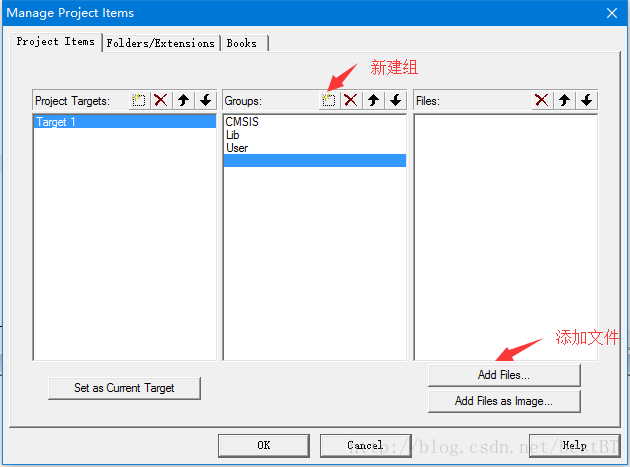 Manage Project Items
Project Items Folders/Extensions Books
新建组
Project Targets: Groups: Files:
Target 1
CMSIS
Lib
User
添加文件
Add Files...
Set as Current Target
Add Files as Image...
OK Cancel Help
http://blog.csdn.net/bestBT